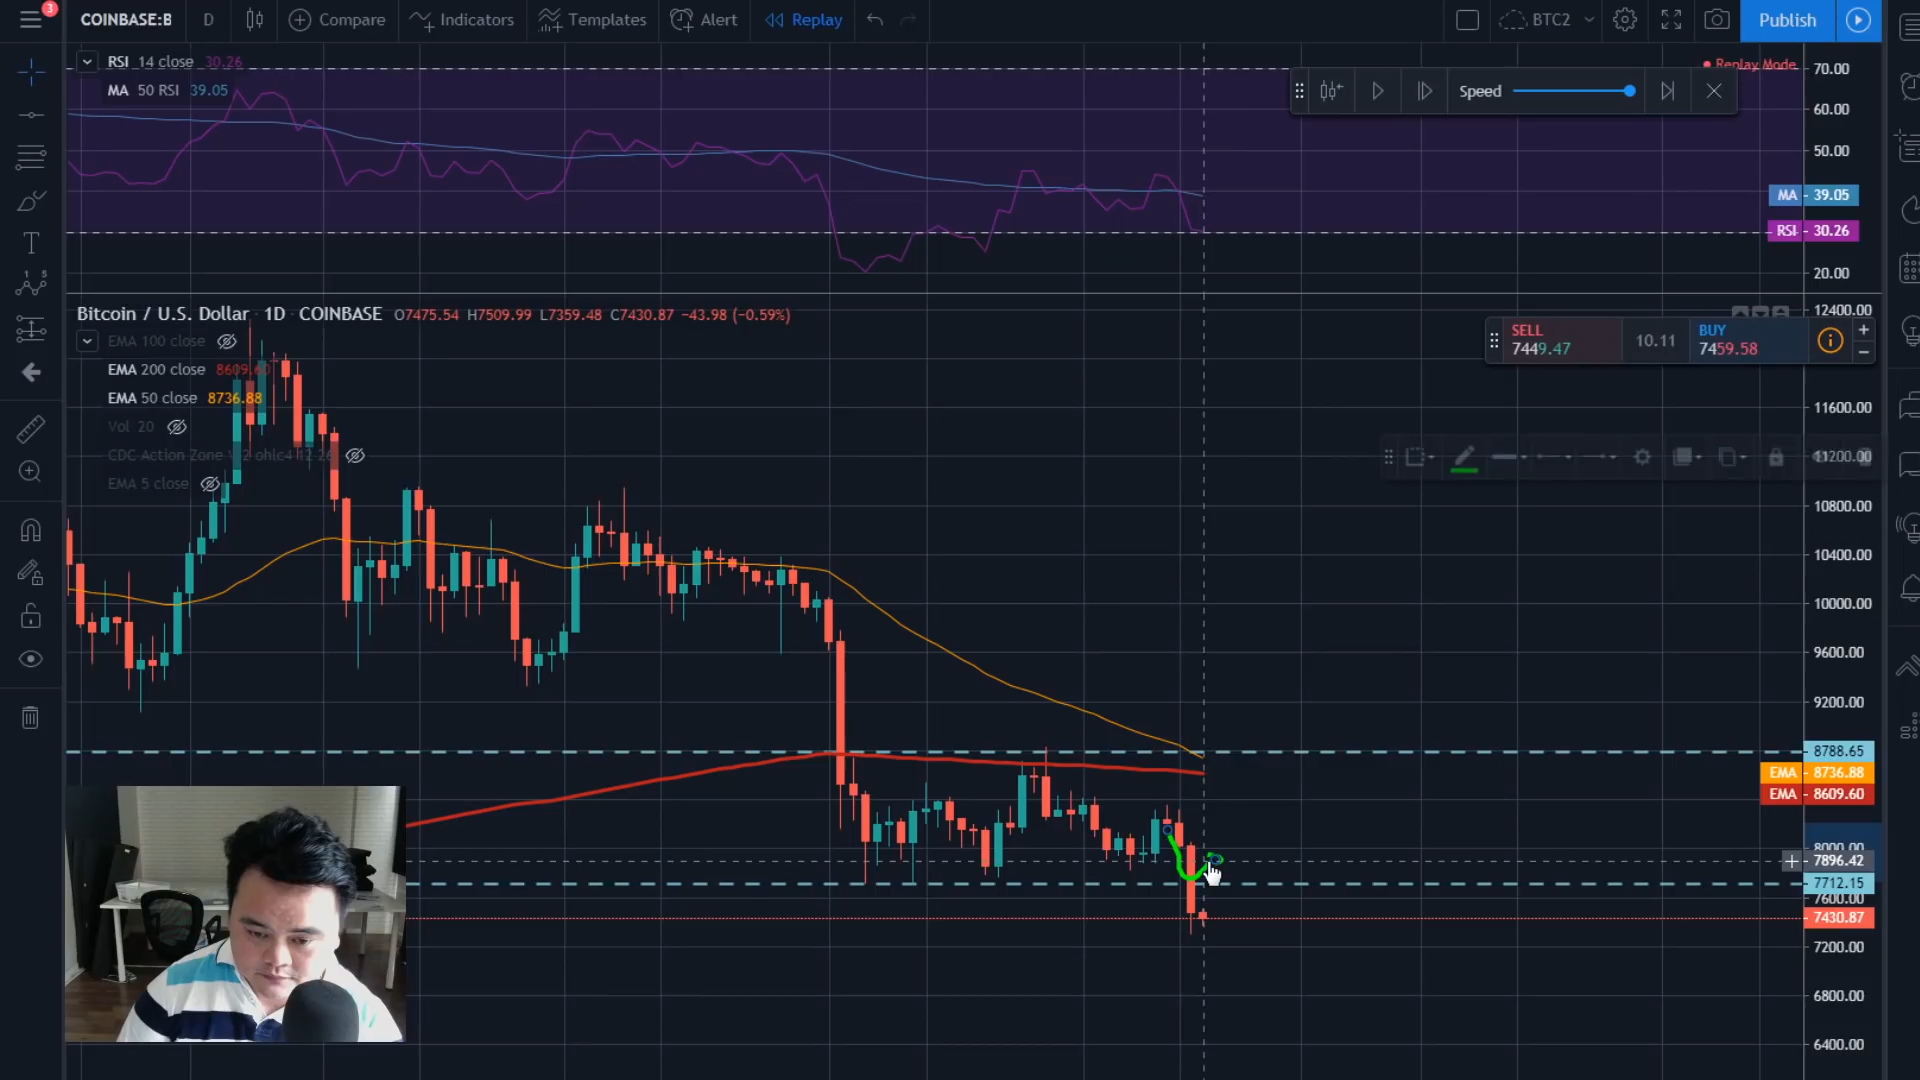 3
COINBASE:B D Compare Indicators Templates Alert Replay BTC2 Publish
RSI 14 close 30.26
MA 50 RSI 39.05
Replay Mode
Speed
70.00
60.00
50.00
MA 39.05
RSI 30.26
20.00
Bitcoin / U.S. Dollar 1D COINBASE O7475.54 H7509.99 L7359.48 C7430.87 −43.98 (−0.59%)
EMA 100 close
EMA 200 close 8609.60
EMA 50 close 8736.88
Vol 20
CDC Action Zone V.2 ohlc4 12 26
EMA 5 close
SELL
7449.47
10.11
BUY
7459.58
12400.00
11600.00
11200.00
10800.00
10400.00
10000.00
9600.00
9200.00
8788.65
EMA 8736.88
EMA 8609.60
8000.00
7896.42
7712.15
7600.00
7430.87
7200.00
6800.00
6400.00